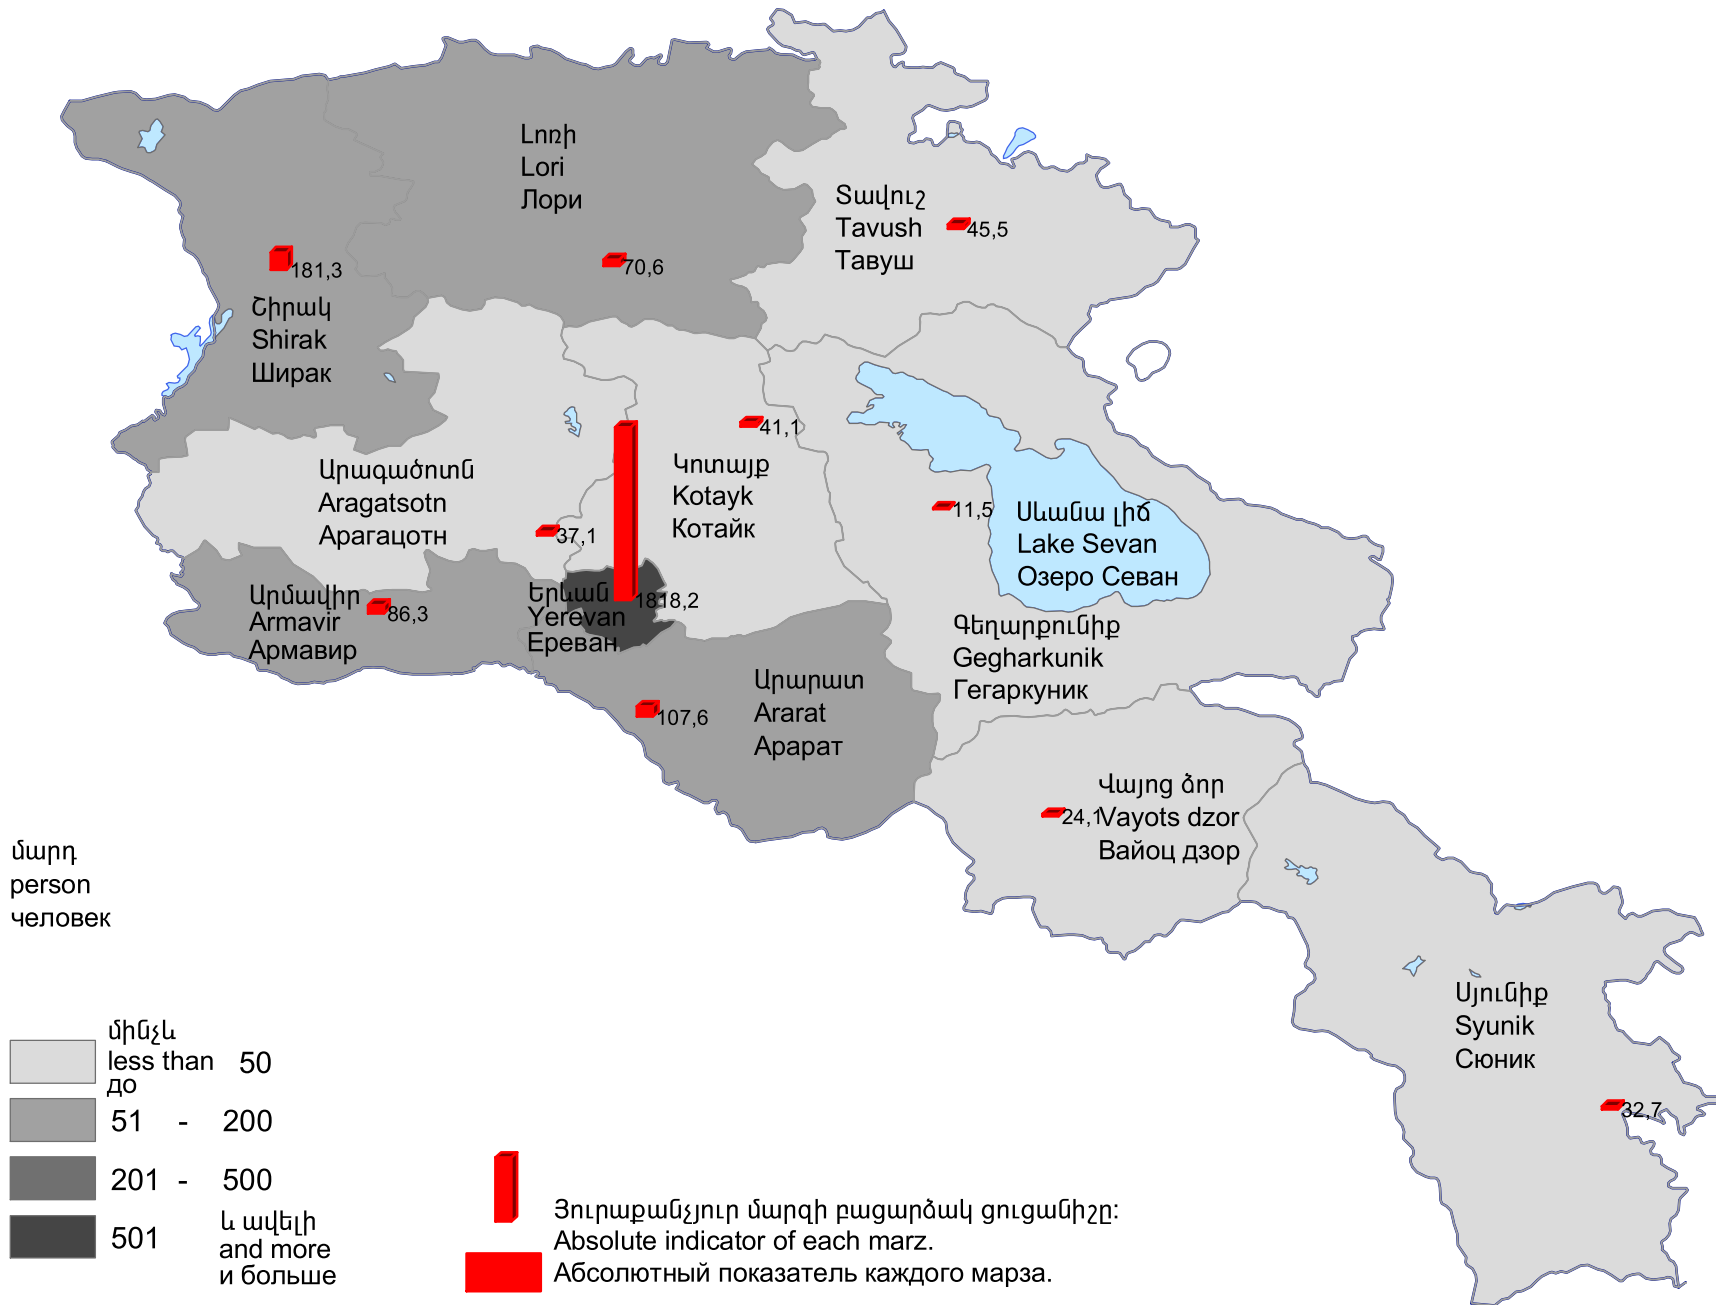 Լոռի
Lori
Лори
70,6
Տավուշ
Tavush
Тавуш
45,5
181,3
Շիրակ
Shirak
Ширак
Արագածոտն
Aragatsotn
Арагацотн
37,1
41,1
Կոտայք
Kotayk
Котайк
11,5
Սևանա լիճ
Lake Sevan
Озеро Севан
Արմավիր
Armavir
Армавир
86,3
Երևան
Yerevan
Ереван
1818,2
Գեղարքունիք
Gegharkunik
Гегаркуник
Արարատ
Ararat
Арарат
107,6
24,1
Վայոց ձոր
Vayots dzor
Вайоц дзор
Սյունիք
Syunik
Сюник
32,7
մարդ
person
человек
մինչև
less than 50
до
51 - 200
201 - 500
501
և ավելի
and more
и больше
Յուրաքանչյուր մարզի բացարձակ ցուցանիշը:
Absolute indicator of each marz.
Абсолютный показатель каждого марза.